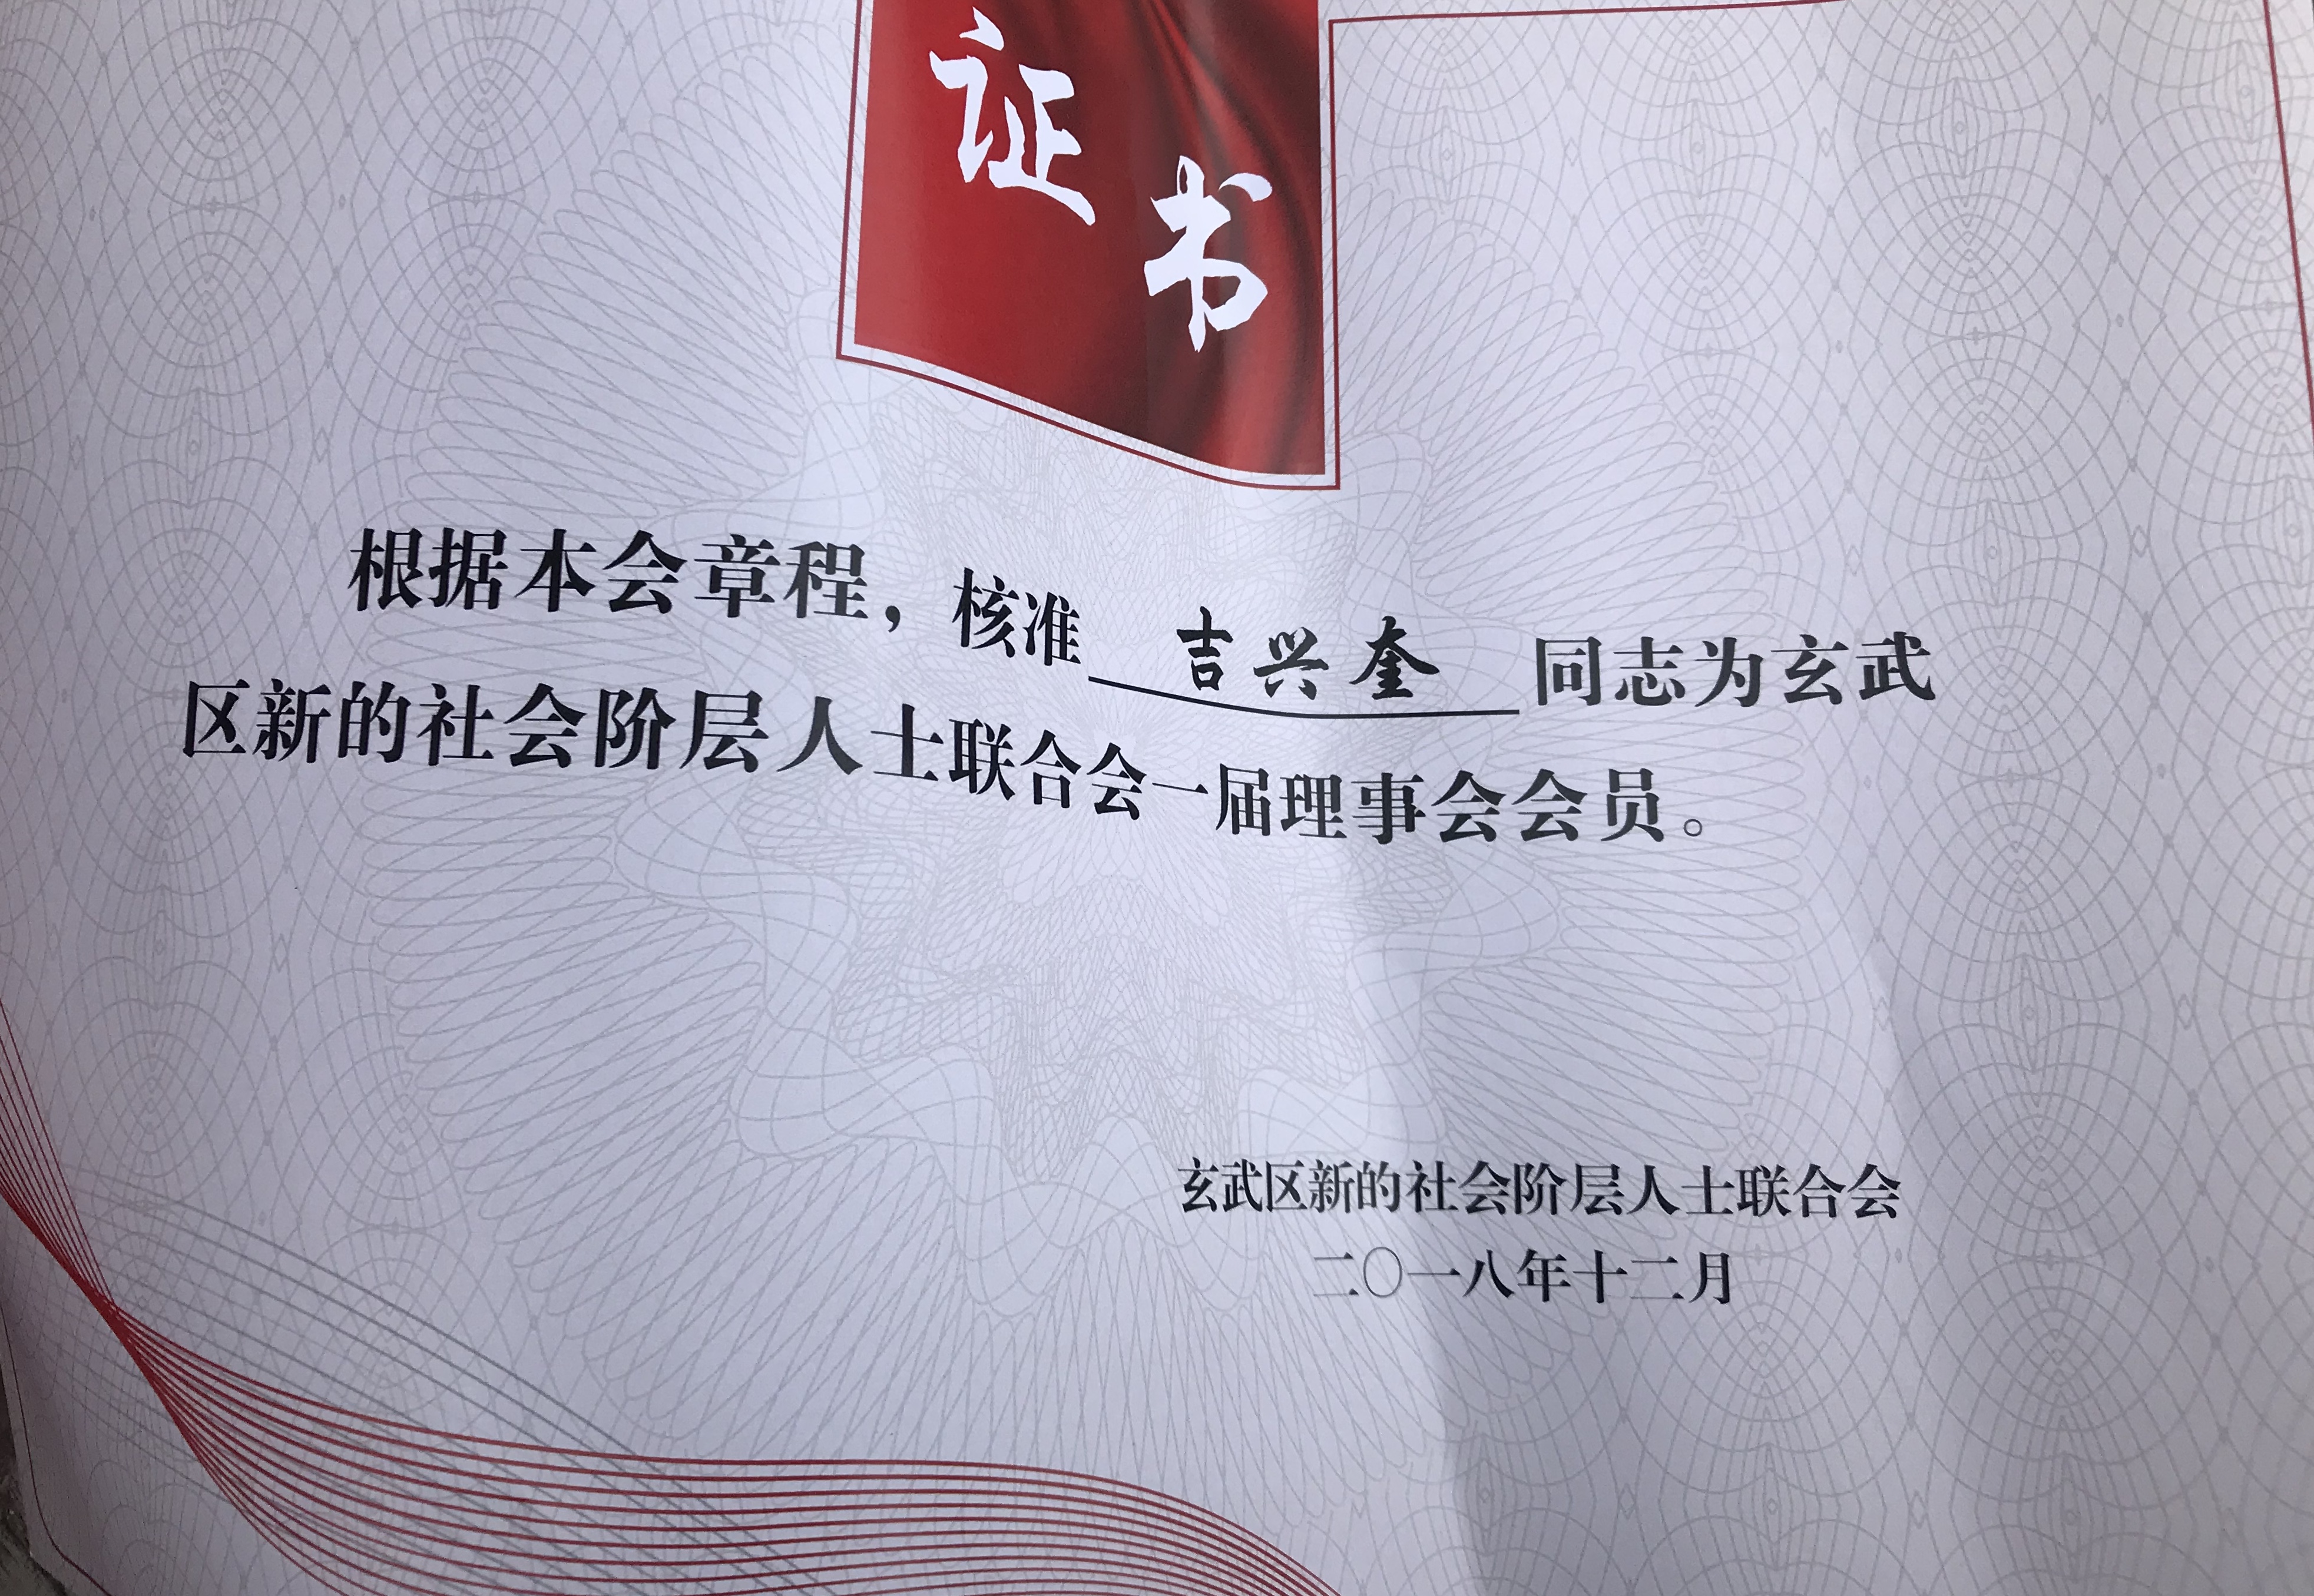 证书
根据本会章程，核准 吉兴奎 同志为玄武
区新的社会阶层人士联合会一届理事会会员。
玄武区新的社会阶层人士联合会
二〇一八年十二月